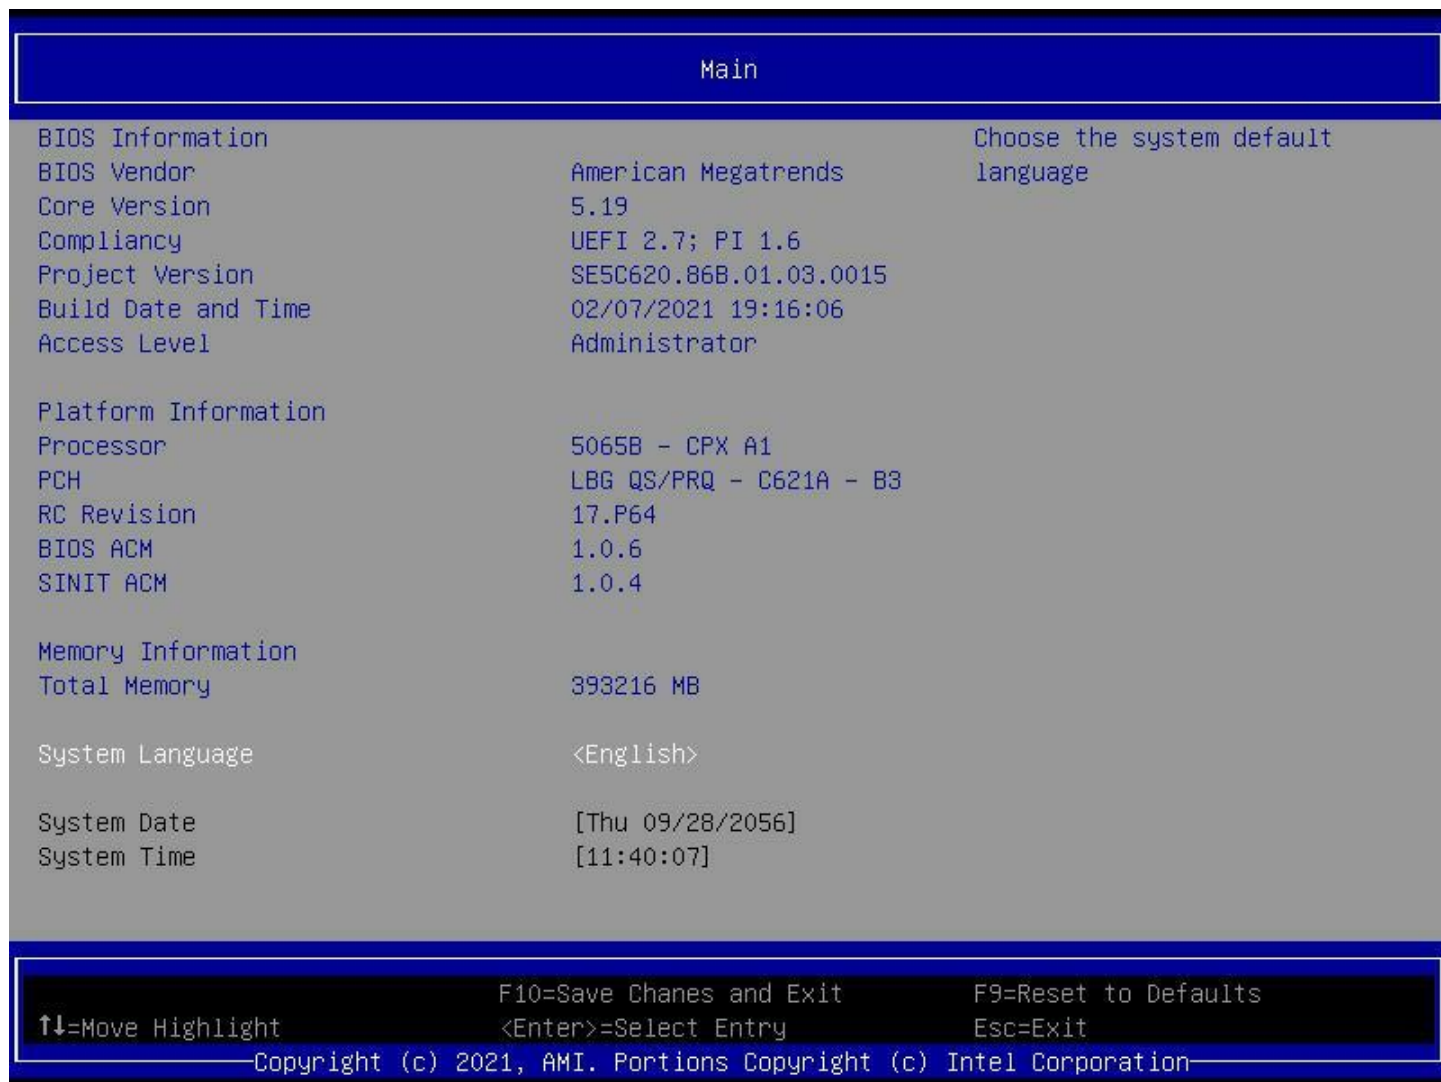 Main
BIOS Information Choose the system default
BIOS Vendor American Megatrends language
Core Version 5.19
Compliancy UEFI 2.7; PI 1.6
Project Version SE5C620.86B.01.03.0015
Build Date and Time 02/07/2021 19:16:06
Access Level Administrator
Platform Information
Processor 5065B - CPX A1
PCH LBG QS/PRQ - C621A - B3
RC Revision 17.P64
BIOS ACM 1.0.6
SINIT ACM 1.0.4
Memory Information
Total Memory 393216 MB
System Language <English>
System Date [Thu 09/28/2056]
System Time [11:40:07]
F10=Save Chanes and Exit F9=Reset to Defaults
↑↓=Move Highlight <Enter>=Select Entry Esc=Exit
Copyright (c) 2021, AMI. Portions Copyright (c) Intel Corporation